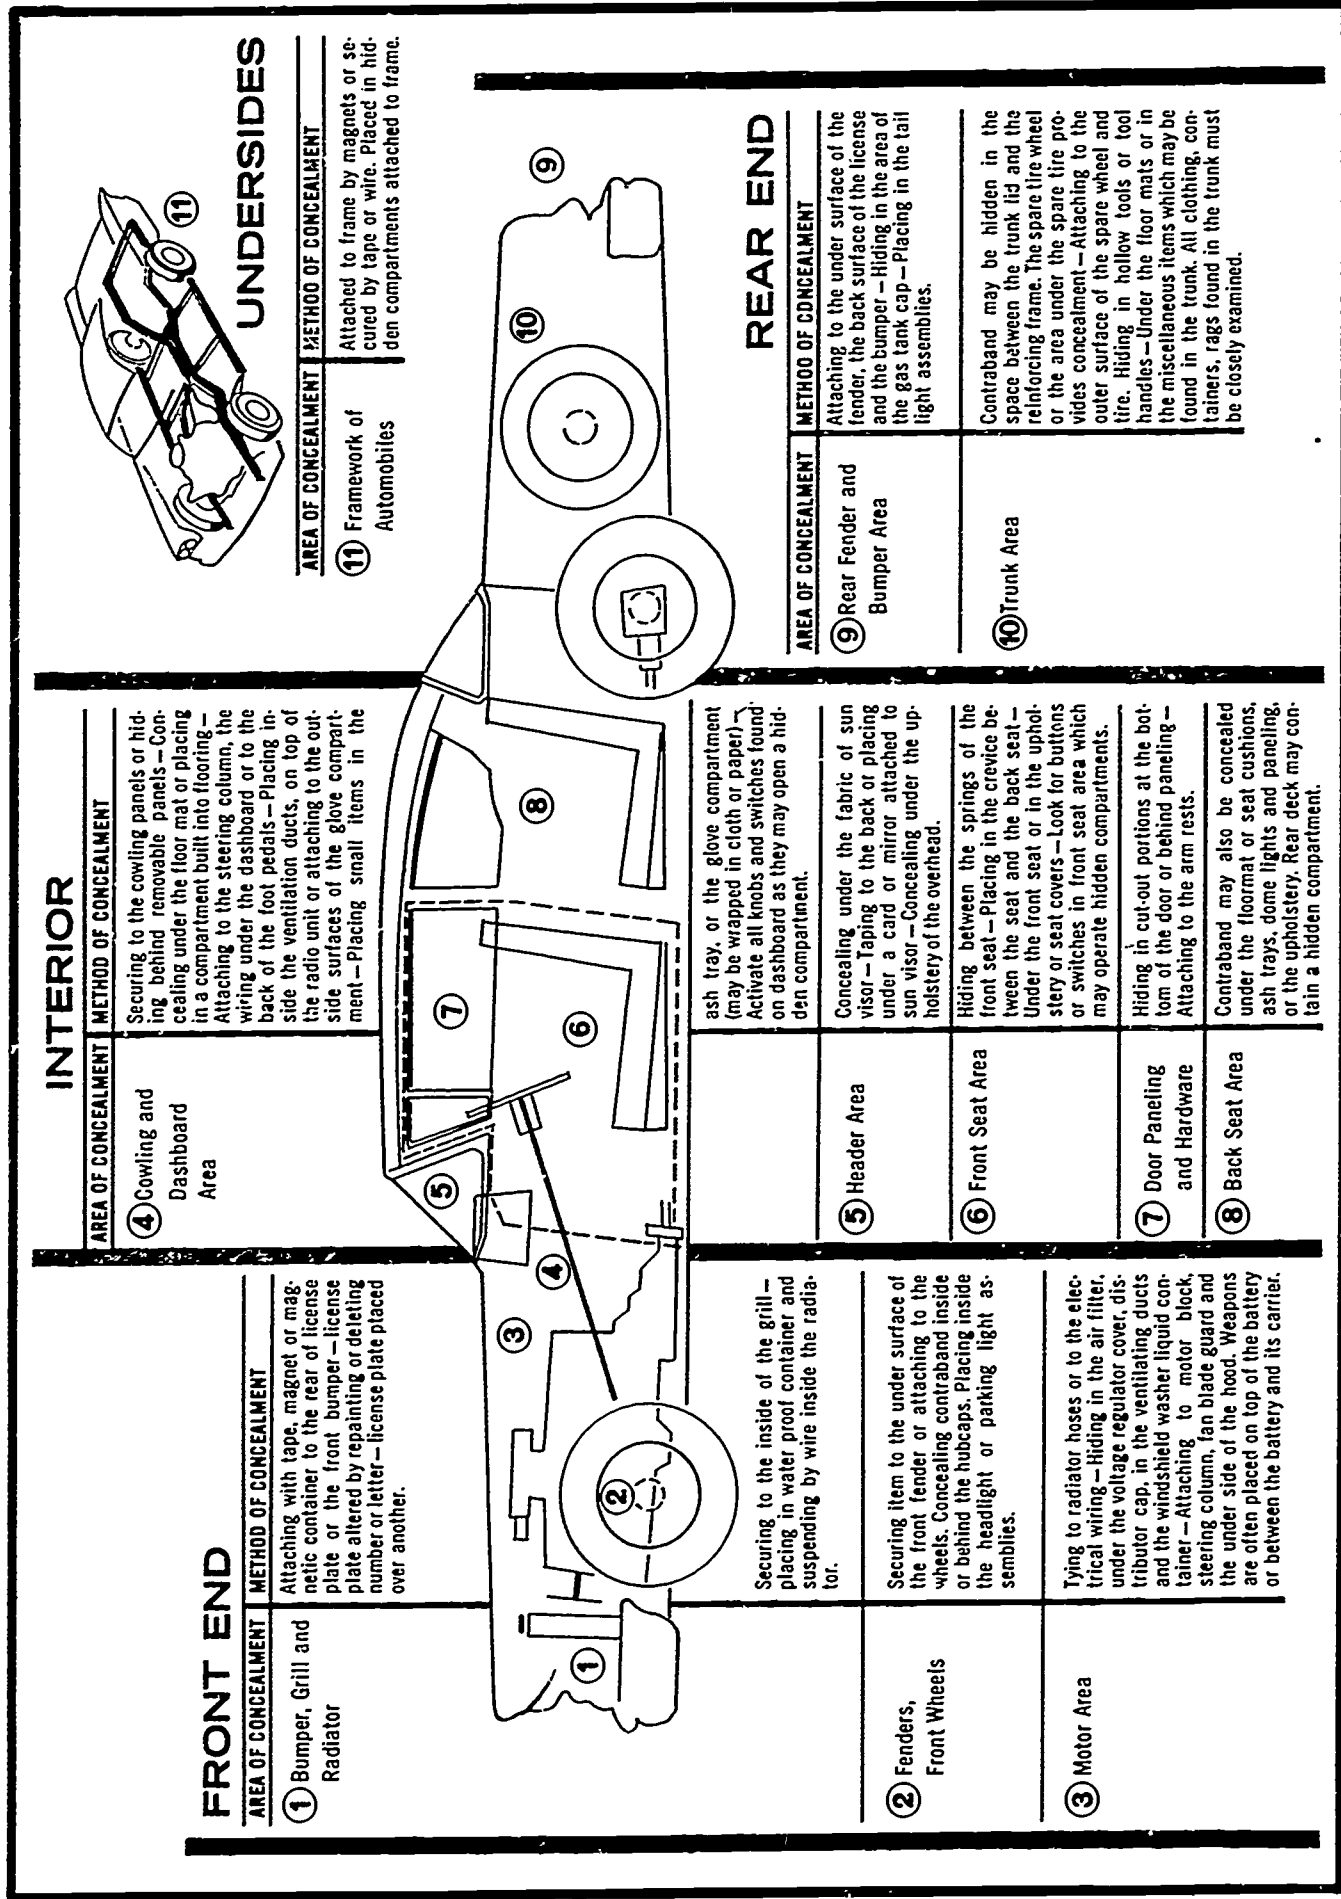 FRONT END
AREA OF CONCEALMENT METHOD OF CONCEALMENT
1 Bumper, Grill and
Radiator
Attaching with tape, magnet or mag-
netic container to the rear of license
plate or the front bumper—license
plate altered by repainting or deleting
number or letter—license plate placed
over another.
Securing to the inside of the grill—
placing in water proof container and
suspending by wire inside the radia-
tor.
2 Fenders,
Front Wheels
Securing item to the under surface of
the front fender or attaching to the
wheels. Concealing contraband inside
or behind the hubcaps. Placing inside
the headlight or parking light as-
semblies.
3 Motor Area
Tying to radiator hoses or to the elec-
trical wiring—Hiding in the air filter,
under the voltage regulator cover, dis-
tributor cap, in the ventilating ducts
and the windshield washer liquid con-
tainer—Attaching to motor block,
steering column, fan blade guard and
the under side of the hood. Weapons
are often placed on top of the battery
or between the battery and its carrier.
INTERIOR
AREA OF CONCEALMENT METHOD OF CONCEALMENT
4 Cowling and
Dashboard
Area
Securing to the cowling panels or hid-
ing behind removable panels—Con-
cealing under the floor mat or placing
in a compartment built into flooring—
Attaching to the steering column, the
wiring under the dashboard or to the
back of the foot pedals—Placing in-
side the ventilation ducts, on top of
the radio unit or attaching to the out-
side surfaces of the glove compart-
ment—Placing small items in the
ash tray, or the glove compartment
(may be wrapped in cloth or paper)—
Activate all knobs and switches found
on dashboard as they may open a hid-
den compartment.
5 Header Area
Concealing under the fabric of sun
visor—Taping to the back or placing
under a card or mirror attached to
sun visor—Concealing under the up-
holstery of the overhead.
6 Front Seat Area
Hiding between the springs of the
front seat—Placing in the crevice be-
tween the seat and the back seat—
Under the front seat or in the uphol-
stery or seat covers—Look for buttons
or switches in front seat area which
may operate hidden compartments.
7 Door Paneling
and Hardware
Hiding in cut-out portions at the bot-
tom of the door or behind paneling—
Attaching to the arm rests.
8 Back Seat Area
Contraband may also be concealed
under the floormat or seat cushions,
ash trays, dome lights and paneling,
or the upholstery. Rear deck may con-
tain a hidden compartment.
UNDERSIDES
AREA OF CONCEALMENT METHOO OF CONCEALMENT
11 Framework of
Automobiles
Attached to frame by magnets or se-
cured by tape or wire. Placed in hid-
den compartments attached to frame.
REAR END
AREA OF CONCEALMENT METHOD OF CONCEALMENT
9 Rear Fender and
Bumper Area
Attaching to the under surface of the
fender, the back surface of the license
and the bumper—Hiding in the area of
the gas tank cap—Placing in the tail
light assemblies.
10 Trunk Area
Contraband may be hidden in the
space between the trunk lid and the
reinforcing frame. The spare tire wheel
or the area under the spare tire pro-
vides concealment—Attaching to the
outer surface of the spare wheel and
tire. Hiding in hollow tools or tool
handles—Under the floor mats or in
the miscellaneous items which may be
found in the trunk. All clothing, con-
tainers, rags found in the trunk must
be closely examined.
1
2
3
4
5
6
7
8
9
10
11